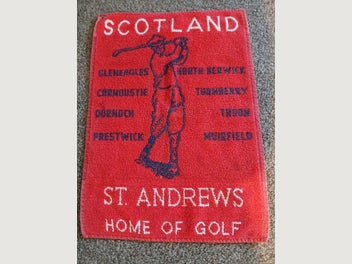 SCOTLAND
GLENEAGLES NORTH BERWICK
CARNOUSTIE TURNBERRY
DORNOCH TROON
PRESTWICK MUIRFIELD
ST. ANDREWS
HOME OF GOLF